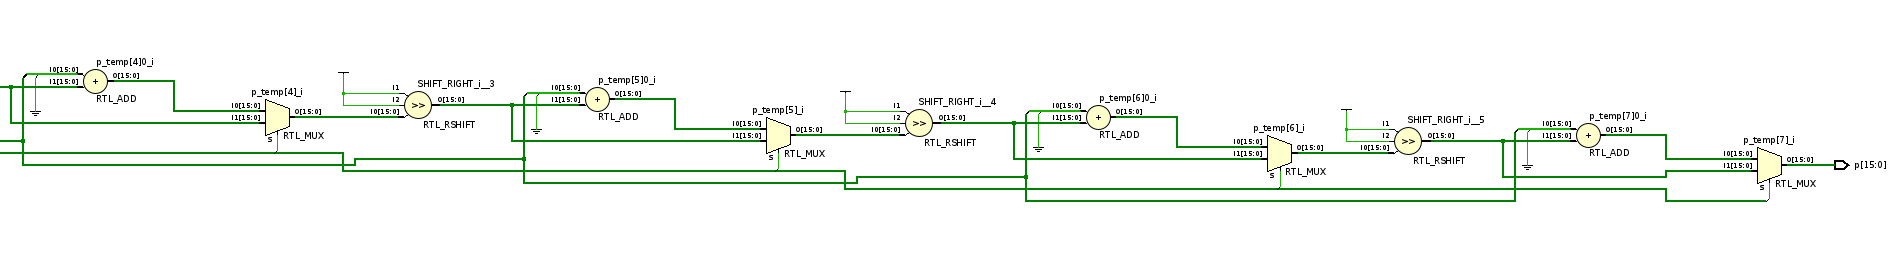 p_temp[4]0_i
I0[15:0]
I1[15:0]
+
O[15:0]
RTL_ADD
p_temp[4]_i
I0[15:0]
I1[15:0]
O[15:0]
S
RTL_MUX
SHIFT_RIGHT_i__3
I1
I2
I0[15:0]
>>
O[15:0]
RTL_RSHIFT
p_temp[5]0_i
I0[15:0]
I1[15:0]
+
O[15:0]
RTL_ADD
p_temp[5]_i
I0[15:0]
I1[15:0]
O[15:0]
S
RTL_MUX
SHIFT_RIGHT_i__4
I1
I2
I0[15:0]
>>
O[15:0]
RTL_RSHIFT
p_temp[6]0_i
I0[15:0]
I1[15:0]
+
O[15:0]
RTL_ADD
p_temp[6]_i
I0[15:0]
I1[15:0]
O[15:0]
S
RTL_MUX
SHIFT_RIGHT_i__5
I1
I2
I0[15:0]
>>
O[15:0]
RTL_RSHIFT
p_temp[7]0_i
I0[15:0]
I1[15:0]
+
O[15:0]
RTL_ADD
p_temp[7]_i
I0[15:0]
I1[15:0]
O[15:0]
S
RTL_MUX
p[15:0]